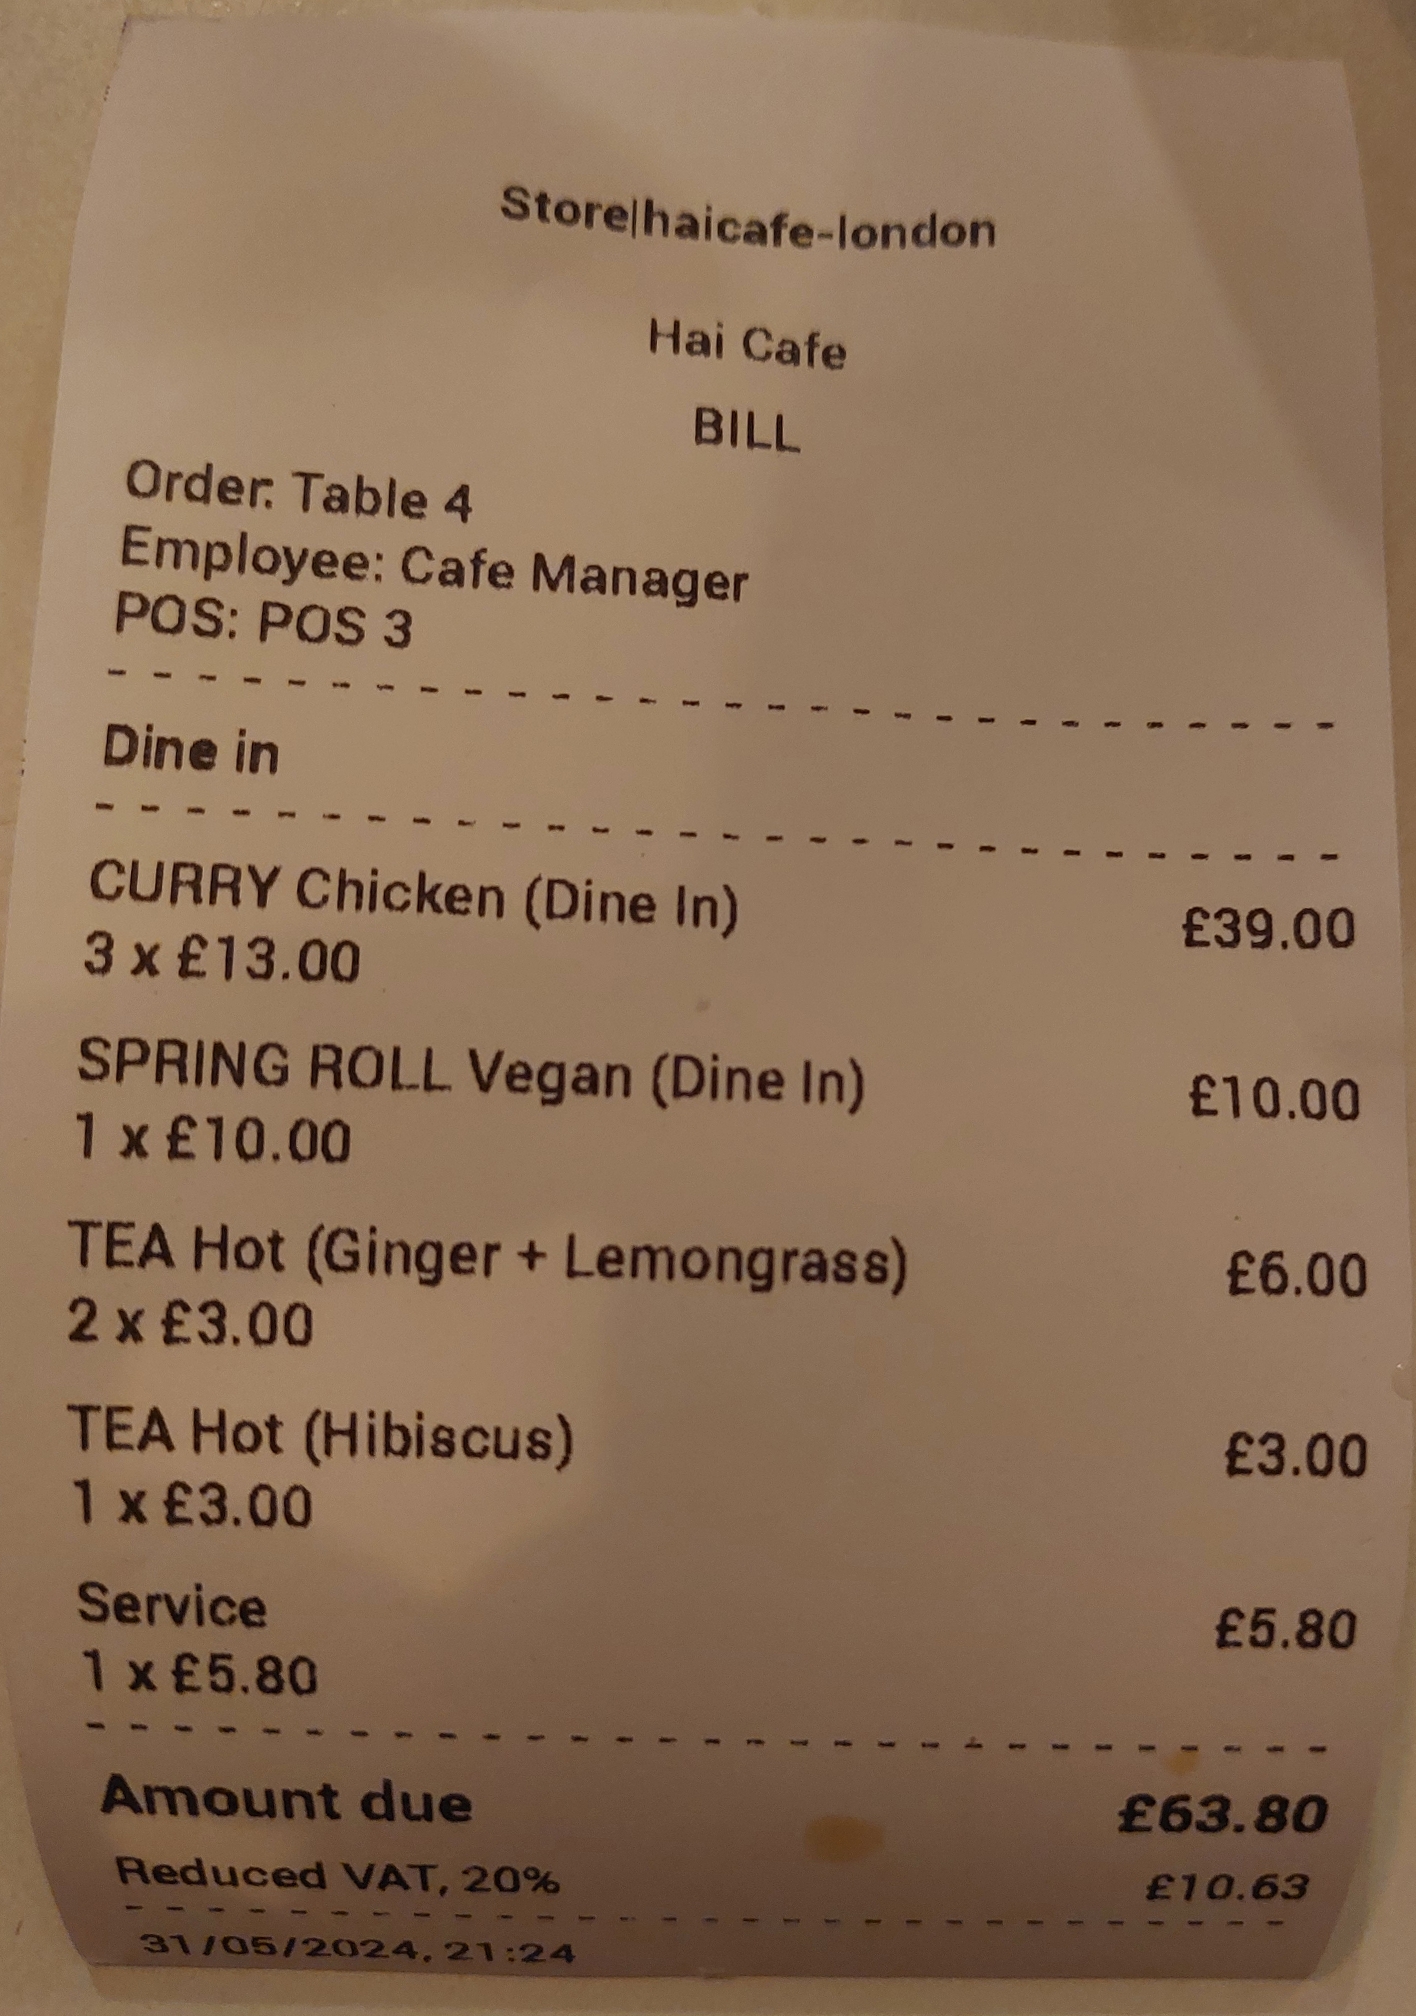 Store|haicafe-london
Hai Cafe
BILL
Order: Table 4
Employee: Cafe Manager
POS: POS 3
Dine in
CURRY Chicken (Dine In)
3 x £13.00 £39.00
SPRING ROLL Vegan (Dine In)
1 x £10.00 £10.00
TEA Hot (Ginger + Lemongrass)
2 x £3.00 £6.00
TEA Hot (Hibiscus)
1 x £3.00 £3.00
Service
1 x £5.80 £5.80
Amount due £63.80
Reduced VAT, 20% £10.63
31/05/2024, 21:24